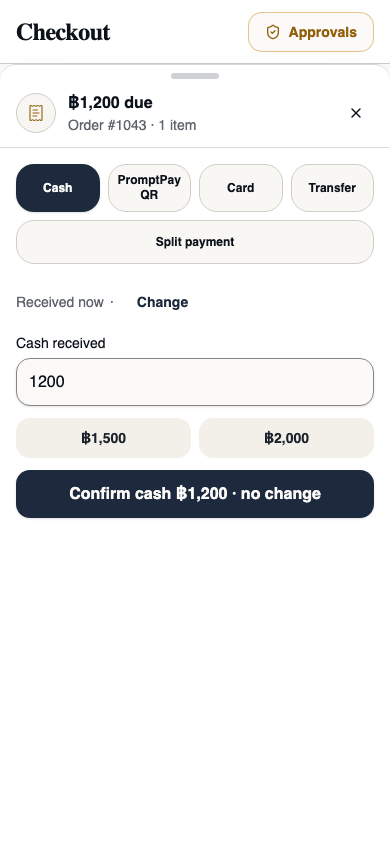 Checkout
Approvals
฿1,200 due
Order #1043 · 1 item
Cash
PromptPay
QR
Card
Transfer
Split payment
Received now ·
Change
Cash received
1200
฿1,500
฿2,000
Confirm cash ฿1,200 · no change